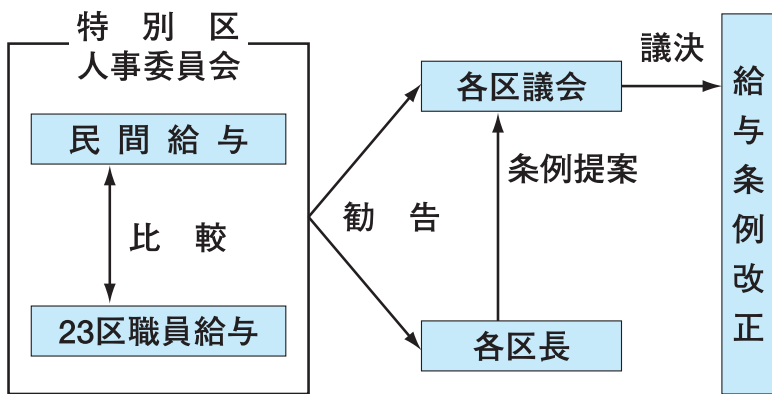 特別区
人事委員会
民間給与
比較
23区職員給与
勧告
各区議会
条例提案
各区長
議決
給与条例改正